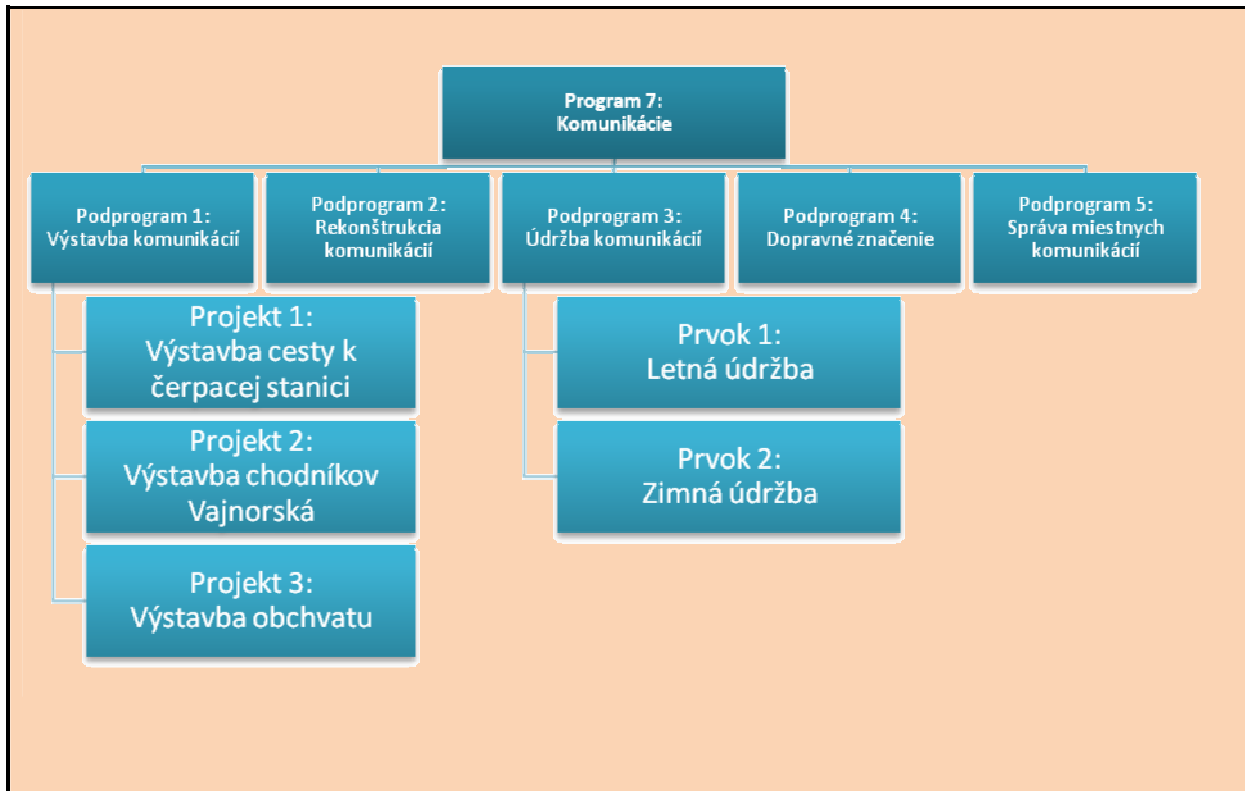 Program 7:
Komunikácie
Podprogram 1:
Výstavba komunikácií
Podprogram 2:
Rekonštrukcia
komunikácií
Podprogram 3:
Údržba komunikácií
Podprogram 4:
Dopravné značenie
Podprogram 5:
Správa miestnych
komunikácií
Projekt 1:
Výstavba cesty k
čerpacej stanici
Projekt 2:
Výstavba chodníkov
Vajnorská
Projekt 3:
Výstavba obchvatu
Prvok 1:
Letná údržba
Prvok 2:
Zimná údržba